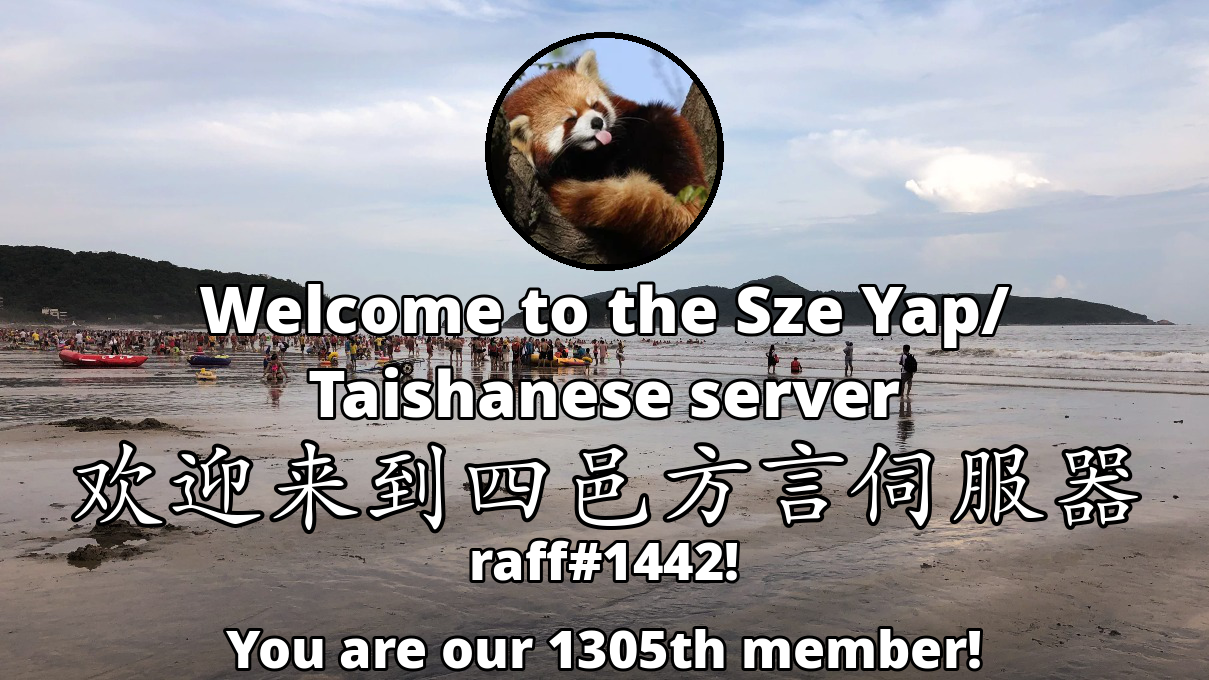 Welcome to the Sze Yap/
Taishanese server
欢迎来到四邑方言伺服器
raff#1442!
You are our 1305th member!